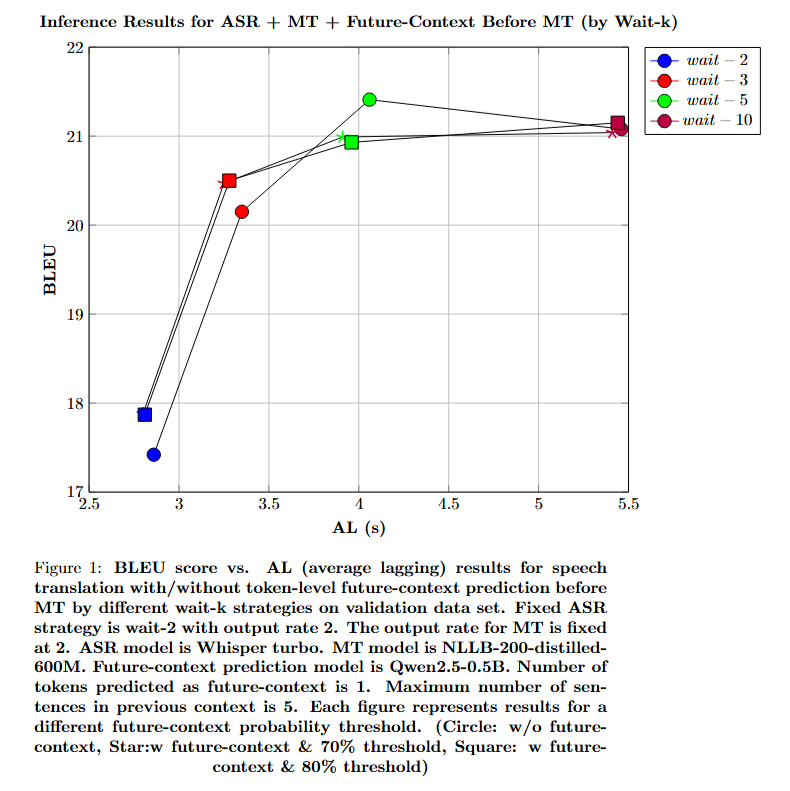 Inference Results for ASR + MT + Future-Context Before MT (by Wait-k)
22
21
20
19
18
17
2.5 3 3.5 4 4.5 5 5.5
BLEU
AL (s)
wait − 2
wait − 3
wait − 5
wait − 10
Figure 1: BLEU score vs. AL (average lagging) results for speech
translation with/without token-level future-context prediction before
MT by different wait-k strategies on validation data set. Fixed ASR
strategy is wait-2 with output rate 2. The output rate for MT is fixed
at 2. ASR model is Whisper turbo. MT model is NLLB-200-distilled-
600M. Future-context prediction model is Qwen2.5-0.5B. Number of
tokens predicted as future-context is 1. Maximum number of sen-
tences in previous context is 5. Each figure represents results for a
different future-context probability threshold. (Circle: w/o future-
context, Star:w future-context & 70% threshold, Square: w future-
context & 80% threshold)